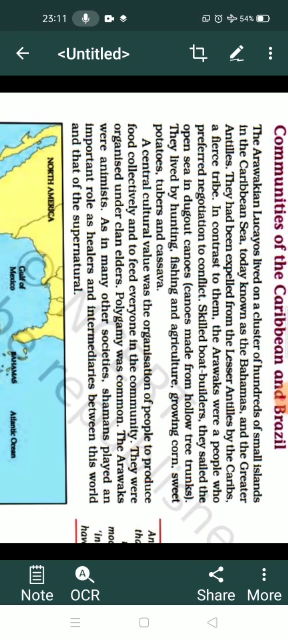 23:11
54%
<Untitled>
Communities of the Caribbean and Brazil
The Arawakian Lucayos lived on a cluster of hundreds of small islands
in the Caribbean Sea, today known as the Bahamas, and the Greater
Antilles. They had been expelled from the Lesser Antilles by the Caribs,
a fierce tribe. In contrast to them, the Arawaks were a people who
preferred negotiation to conflict. Skilled boat-builders, they sailed the
open sea in dugout canoes (canoes made from hollow tree trunks).
They lived by hunting, fishing and agriculture, growing corn, sweet
potatoes, tubers and cassava.
A central cultural value was the organisation of people to produce
food collectively and to feed everyone in the community. They were
organised under clan elders. Polygamy was common. The Arawaks
were animists. As in many other societies, shamans played an
important role as healers and intermediaries between this world
and that of the supernatural.
NORTH AMERICA
Gulf of
Mexico
BAHAMAS
Atlantic Ocean
An
'in
hav
Note
OCR
Share
More